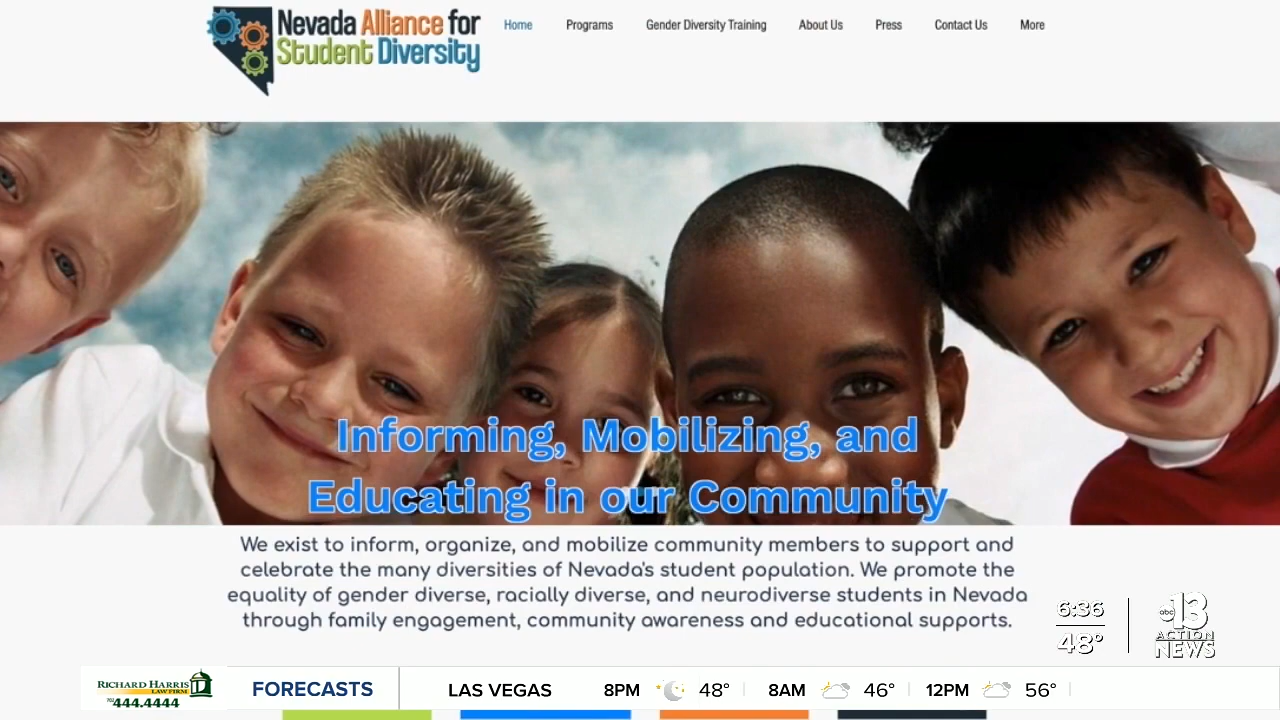 Nevada Alliance for
Student Diversity
Home Programs Gender Diversity Training About Us Press Contact Us More
Informing, Mobilizing, and
Educating in our Community
We exist to inform, organize, and mobilize community members to support and
celebrate the many diversities of Nevada's student population. We promote the
equality of gender diverse, racially diverse, and neurodiverse students in Nevada
through family engagement, community awareness and educational supports.
6:36
48°
abc 13
ACTION
NEWS
RICHARD HARRIS
LAW FIRM
702 444.4444
FORECASTS LAS VEGAS 8PM 48° 8AM 46° 12PM 56°